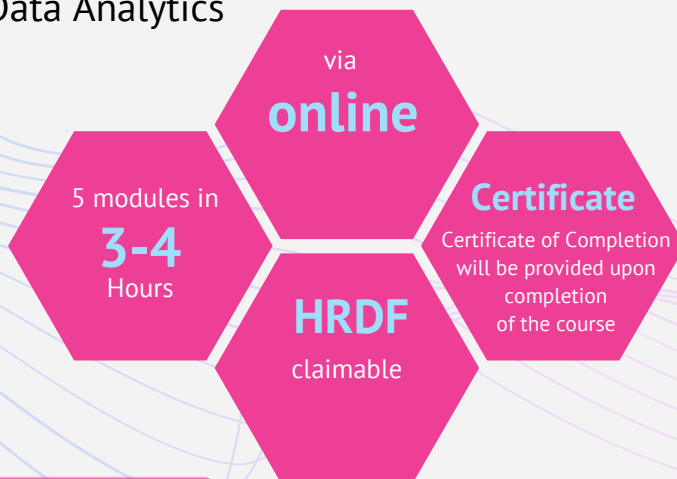 Data Analytics
via
online
5 modules in
3-4
Hours
Certificate
Certificate of Completion
will be provided upon
completion
of the course
HRDF
claimable